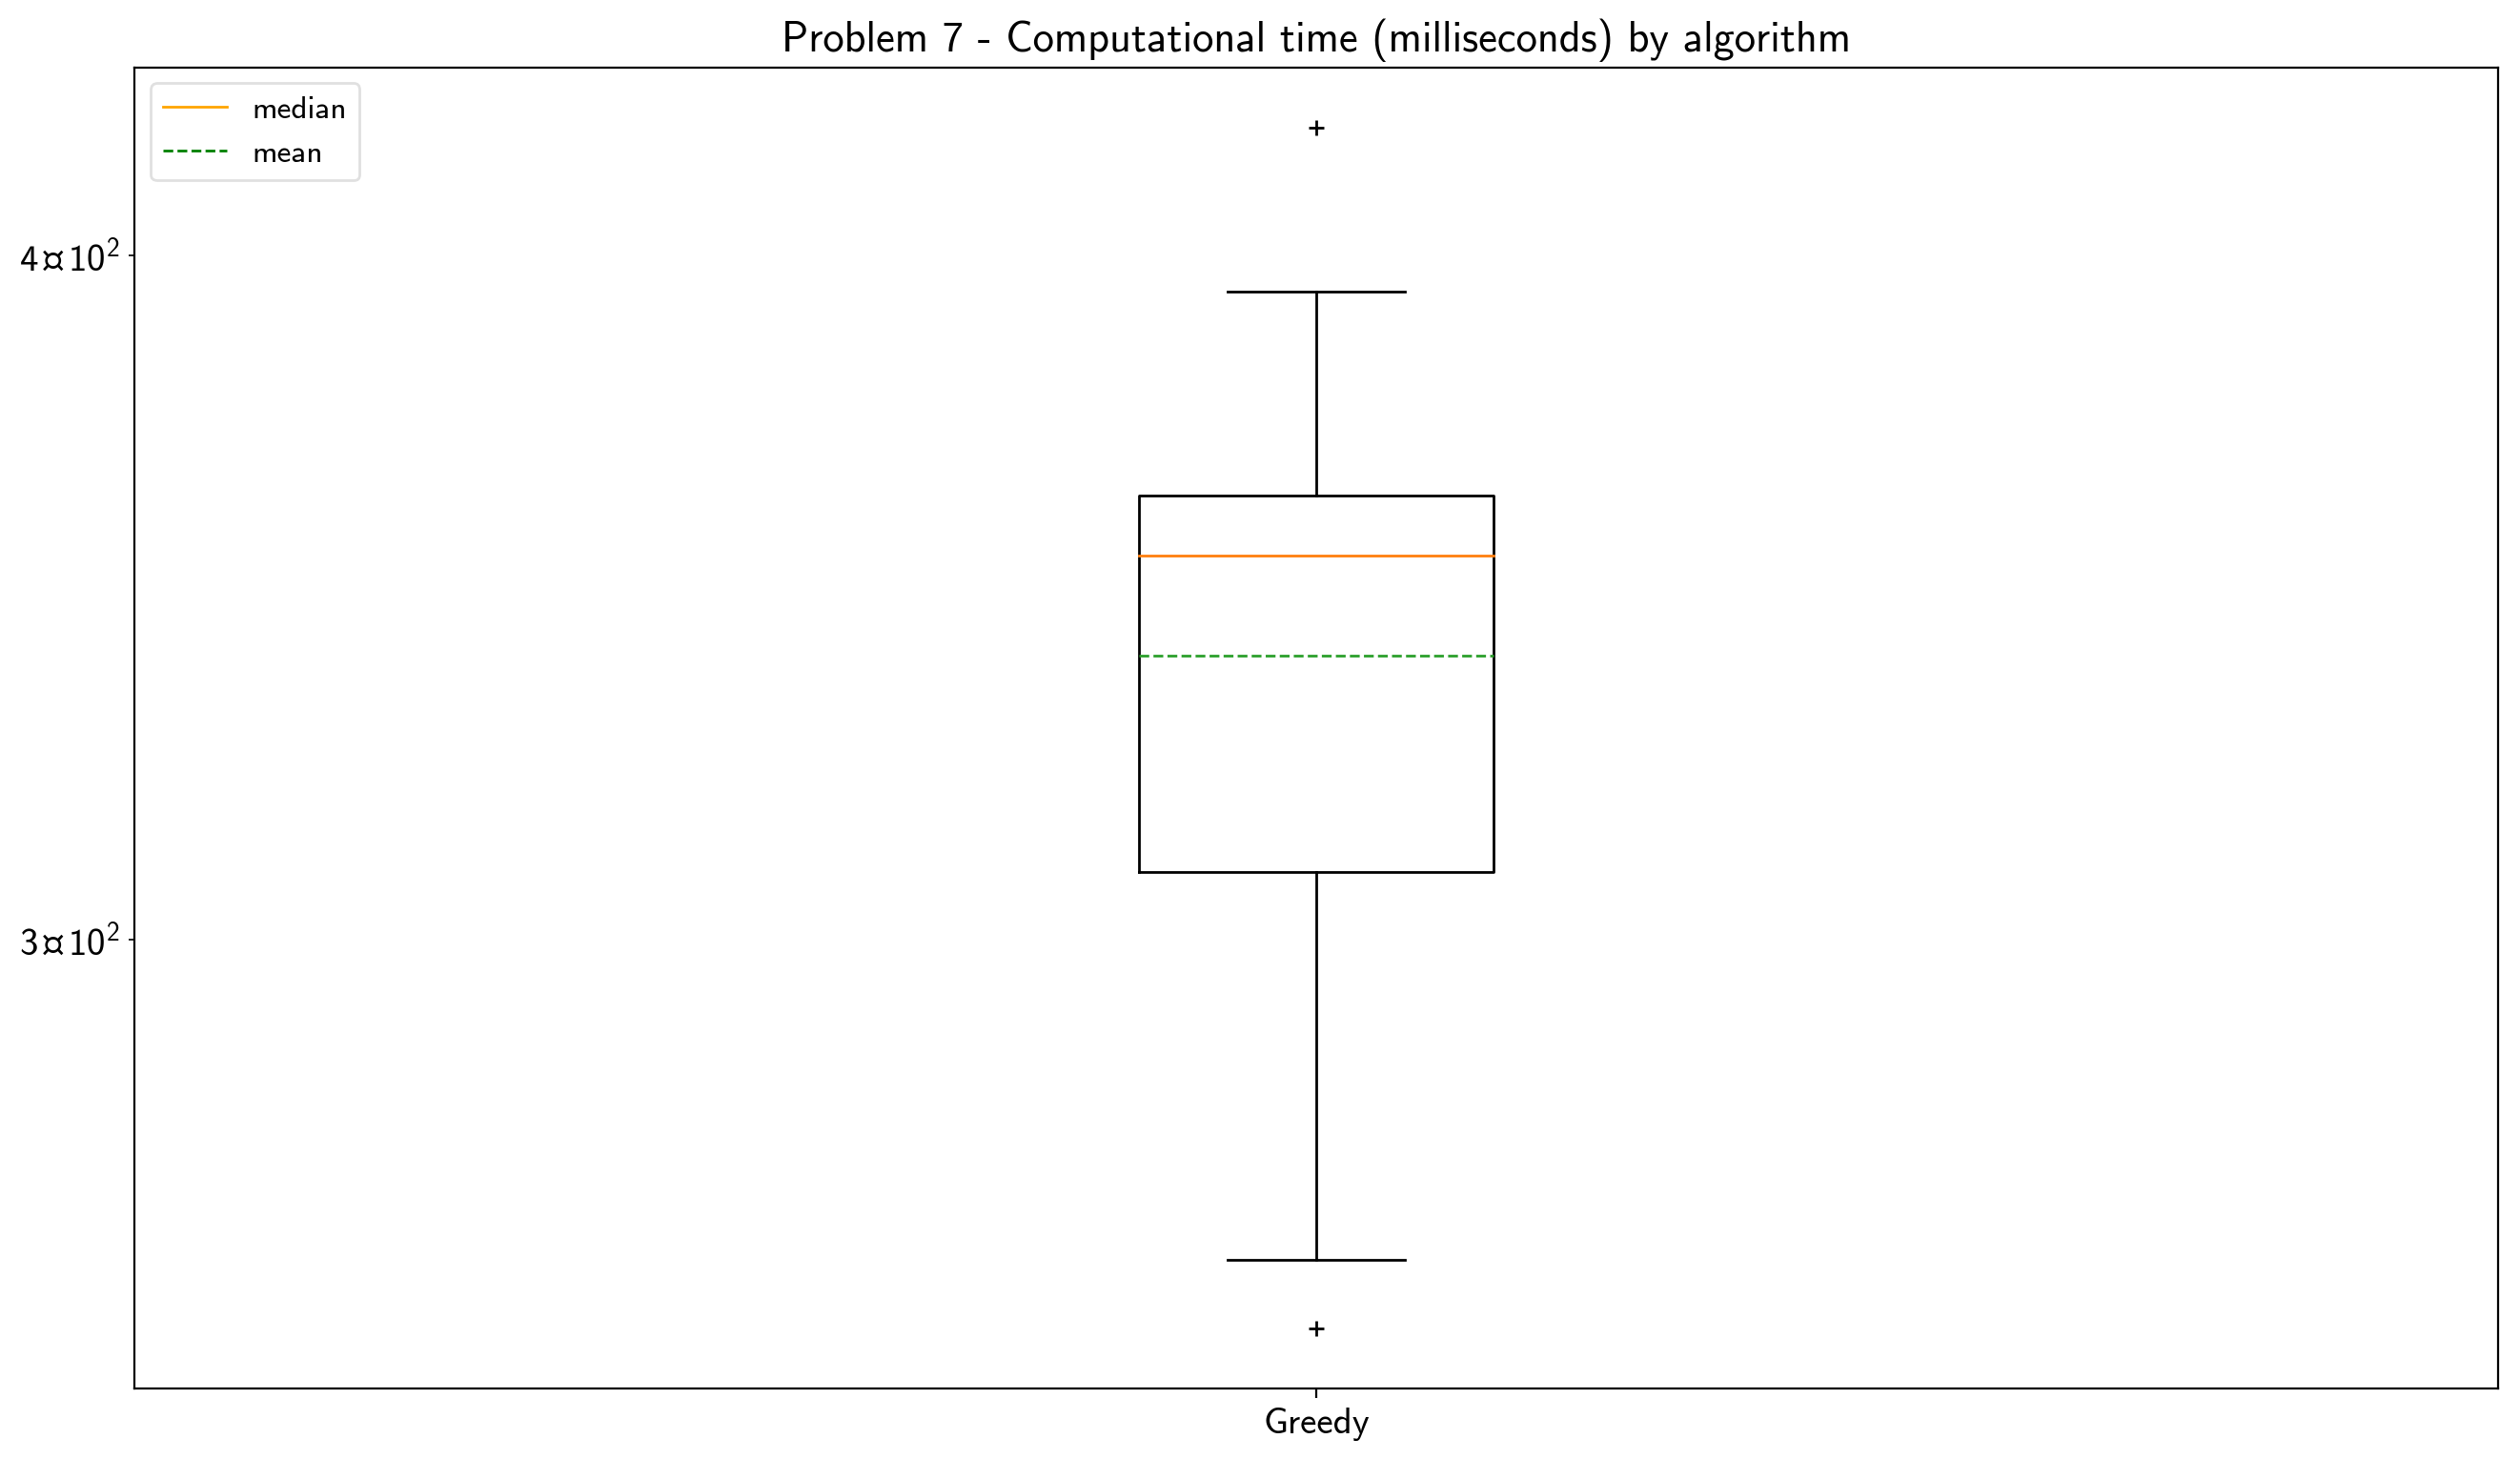 Problem 7 - Computational time (milliseconds) by algorithm
median
mean
4¤10²
3¤10²
Greedy